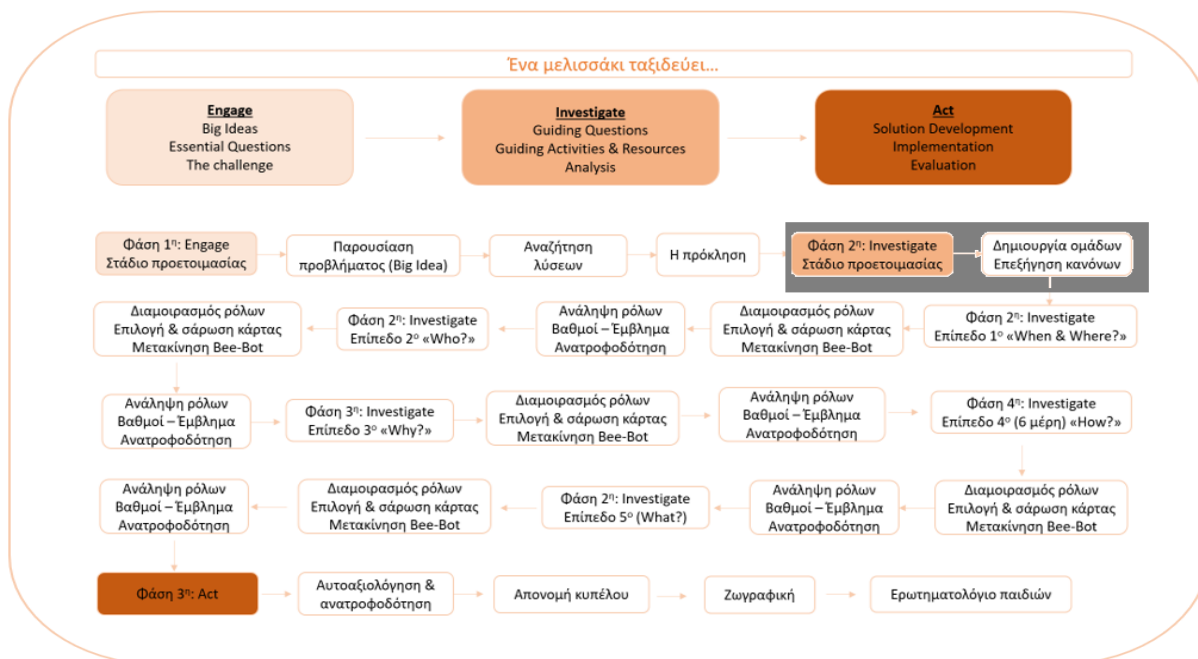 Ένα μελισσάκι ταξιδεύει...
Engage
Big Ideas
Essential Questions
The challenge
Investigate
Guiding Questions
Guiding Activities & Resources
Analysis
Act
Solution Development
Implementation
Evaluation
Φάση 1η: Engage
Στάδιο προετοιμασίας
Παρουσίαση
προβλήματος (Big Idea)
Αναζήτηση
λύσεων
Η πρόκληση
Φάση 2η: Investigate
Στάδιο προετοιμασίας
Δημιουργία ομάδων
Επεξήγηση κανόνων
Φάση 2η: Investigate
Επίπεδο 1ο «When & Where?»
Διαμοιρασμός ρόλων
Επιλογή & σάρωση κάρτας
Μετακίνηση Bee-Bot
Ανάληψη ρόλων
Βαθμοί – Έμβλημα
Ανατροφοδότηση
Φάση 2η: Investigate
Επίπεδο 2ο «Who?»
Διαμοιρασμός ρόλων
Επιλογή & σάρωση κάρτας
Μετακίνηση Bee-Bot
Ανάληψη ρόλων
Βαθμοί – Έμβλημα
Ανατροφοδότηση
Φάση 3η: Investigate
Επίπεδο 3ο «Why?»
Διαμοιρασμός ρόλων
Επιλογή & σάρωση κάρτας
Μετακίνηση Bee-Bot
Ανάληψη ρόλων
Βαθμοί – Έμβλημα
Ανατροφοδότηση
Φάση 4η: Investigate
Επίπεδο 4ο (6 μέρη) «How?»
Διαμοιρασμός ρόλων
Επιλογή & σάρωση κάρτας
Μετακίνηση Bee-Bot
Ανάληψη ρόλων
Βαθμοί – Έμβλημα
Ανατροφοδότηση
Φάση 2η: Investigate
Επίπεδο 5ο (What?)
Διαμοιρασμός ρόλων
Επιλογή & σάρωση κάρτας
Μετακίνηση Bee-Bot
Ανάληψη ρόλων
Βαθμοί – Έμβλημα
Ανατροφοδότηση
Φάση 3η: Act
Αυτοαξιολόγηση &
ανατροφοδότηση
Απονομή κυπέλου
Ζωγραφική
Ερωτηματολόγιο παιδιών